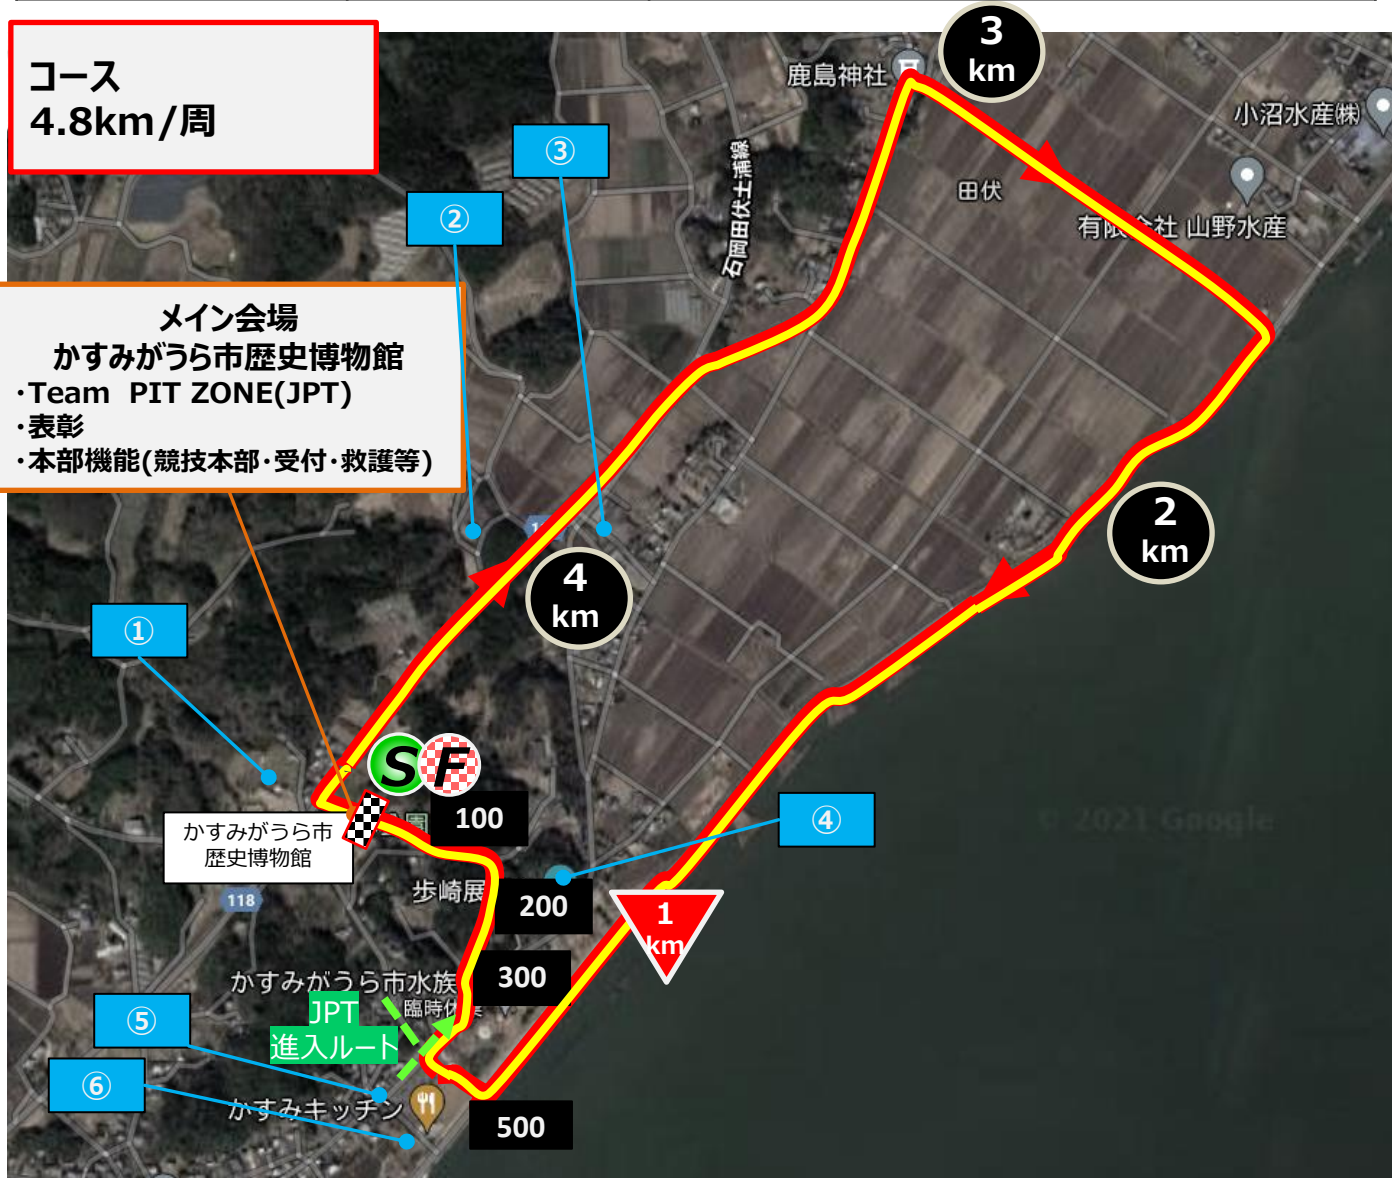 コース
4.8km/周
3
km
鹿島神社
小沼水産㈱
③
②
田伏
有限会社 山野水産
石岡田伏土浦線
メイン会場
かすみがうら市歴史博物館
・Team PIT ZONE(JPT)
・表彰
・本部機能(競技本部・受付・救護等)
2
km
4
km
①
S F
100
④
かすみがうら市
歴史博物館
2021 Google
118
歩崎展
200
1
km
かすみがうら市水族
300
臨時休業
JPT
進入ルート
⑤
⑥
かすみキッチン
500